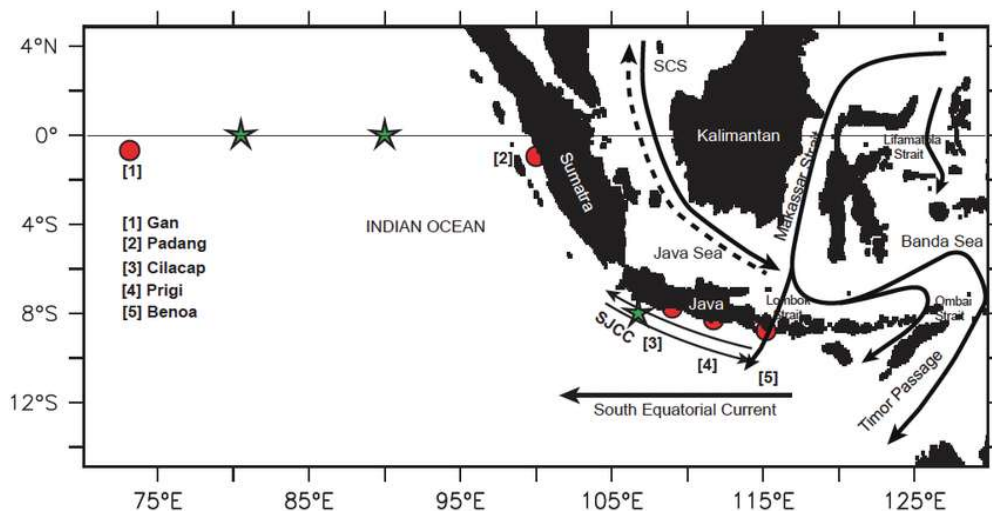 4°N
0°
4°S
8°S
12°S
75°E
85°E
95°E
105°E
115°E
125°E
[1]
[2]
[3]
[4]
[5]
[1] Gan
[2] Padang
[3] Cilacap
[4] Prigi
[5] Benoa
INDIAN OCEAN
Sumatra
SCS
Kalimantan
Makassar Strait
Lifamatola
Strait
Banda Sea
Java Sea
Java
Lombok
Strait
Ombai
Strait
SJCC
Timor Passage
South Equatorial Current